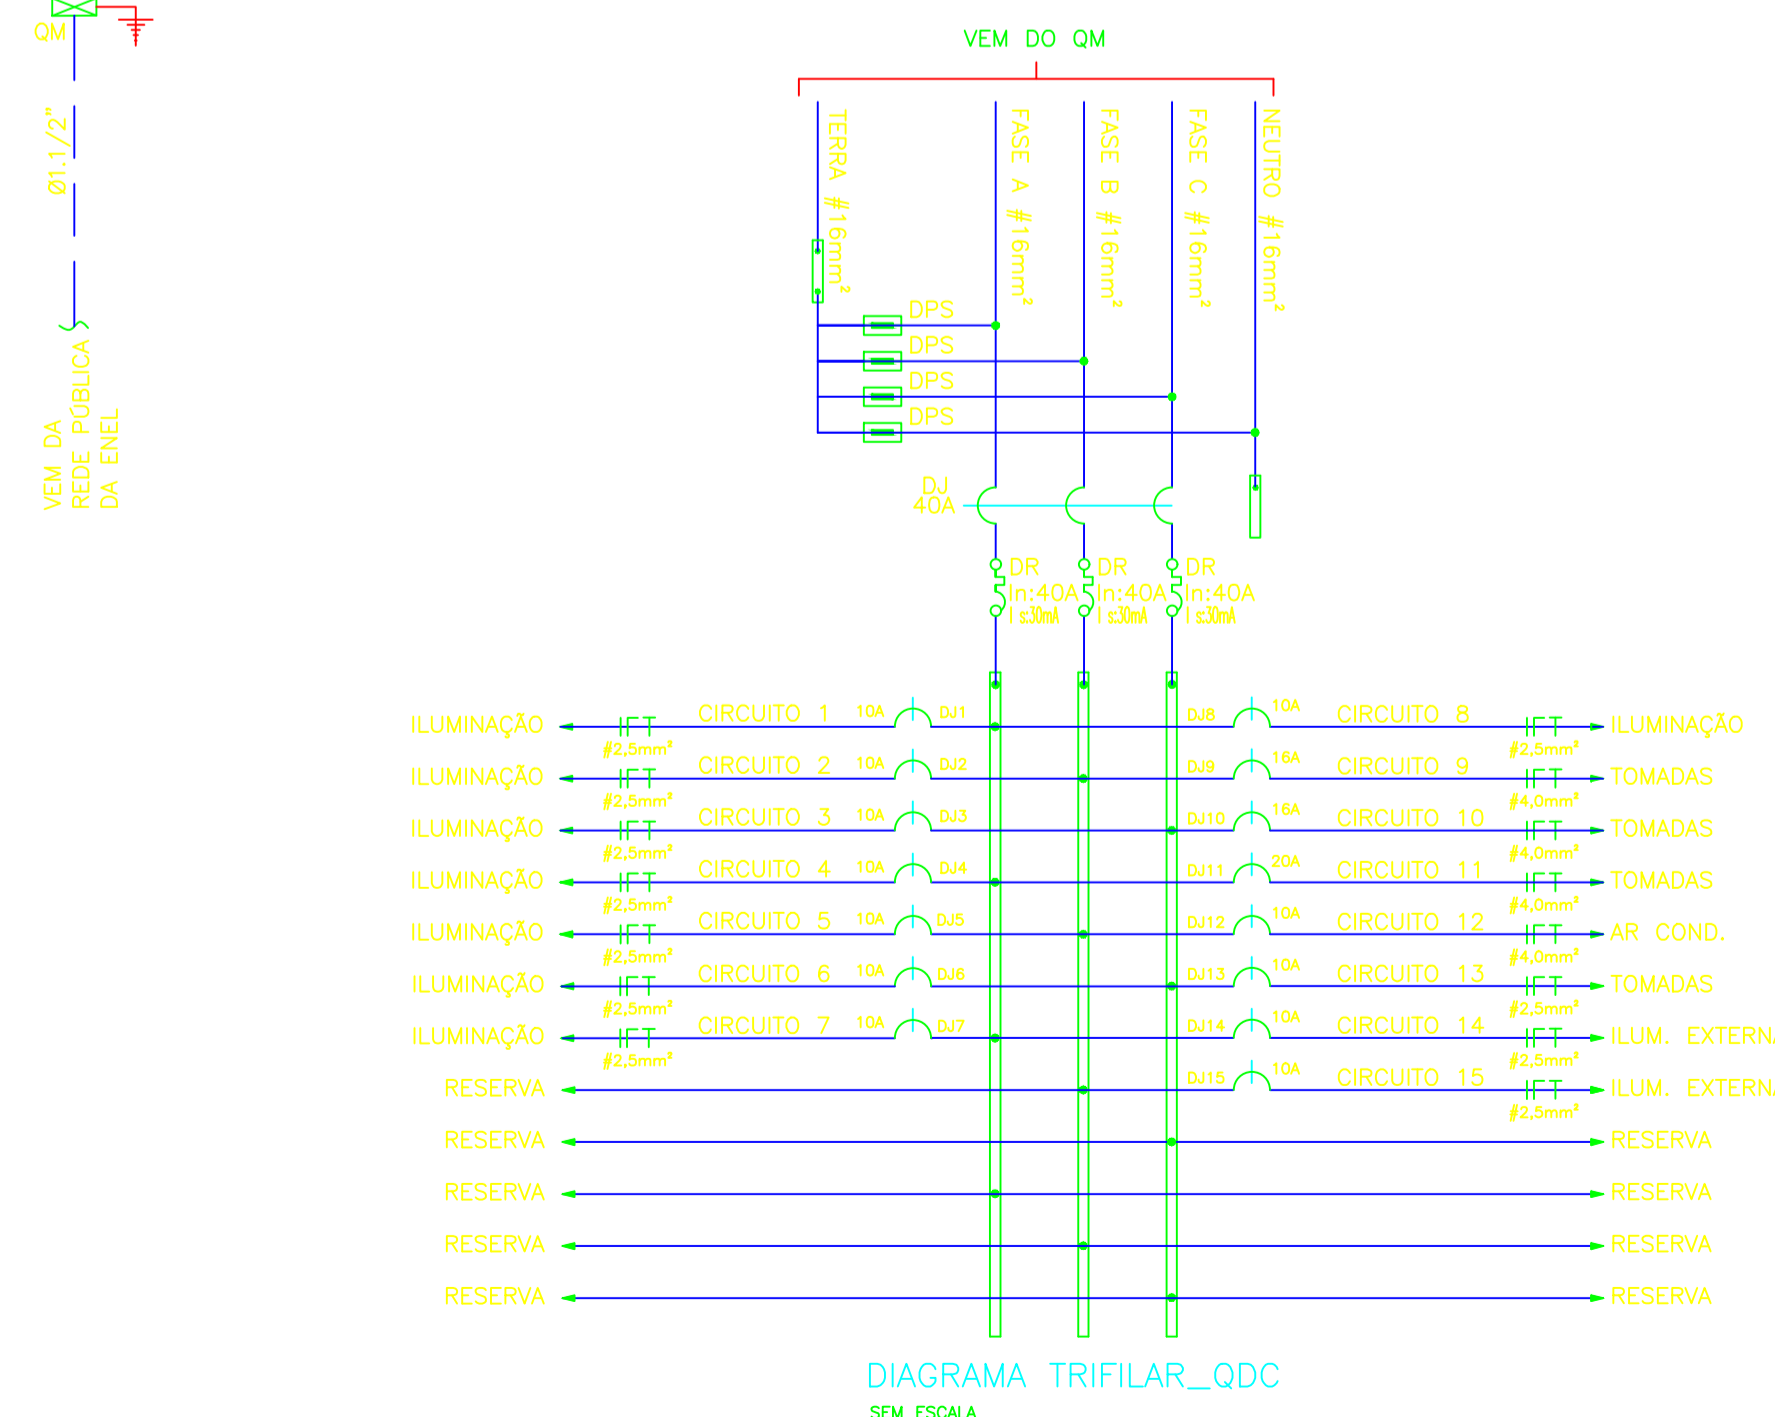 QM
Ø1.1/2"
VEM DA
REDE PÚBLICA
DA ENEL
VEM DO QM
TERRA #16mm²
FASE A #16mm²
FASE B #16mm²
FASE C #16mm²
NEUTRO #16mm²
DPS
DPS
DPS
DPS
DJ
40A
DR
In:40A
I s:30mA
DR
In:40A
I s:30mA
DR
In:40A
I s:30mA
ILUMINAÇÃO #2,5mm² CIRCUITO 1 10A DJ1 DJ8 10A CIRCUITO 8 #2,5mm² ILUMINAÇÃO
ILUMINAÇÃO #2,5mm² CIRCUITO 2 10A DJ2 DJ9 16A CIRCUITO 9 #4,0mm² TOMADAS
ILUMINAÇÃO #2,5mm² CIRCUITO 3 10A DJ3 DJ10 16A CIRCUITO 10 #4,0mm² TOMADAS
ILUMINAÇÃO #2,5mm² CIRCUITO 4 10A DJ4 DJ11 20A CIRCUITO 11 #4,0mm² TOMADAS
ILUMINAÇÃO #2,5mm² CIRCUITO 5 10A DJ5 DJ12 10A CIRCUITO 12 #4,0mm² AR COND.
ILUMINAÇÃO #2,5mm² CIRCUITO 6 10A DJ6 DJ13 10A CIRCUITO 13 #2,5mm² TOMADAS
ILUMINAÇÃO #2,5mm² CIRCUITO 7 10A DJ7 DJ14 10A CIRCUITO 14 #2,5mm² ILUM. EXTERNA
RESERVA DJ15 10A CIRCUITO 15 #2,5mm² ILUM. EXTERNA
RESERVA RESERVA
RESERVA RESERVA
RESERVA RESERVA
RESERVA RESERVA
DIAGRAMA TRIFILAR_QDC
SEM ESCALA